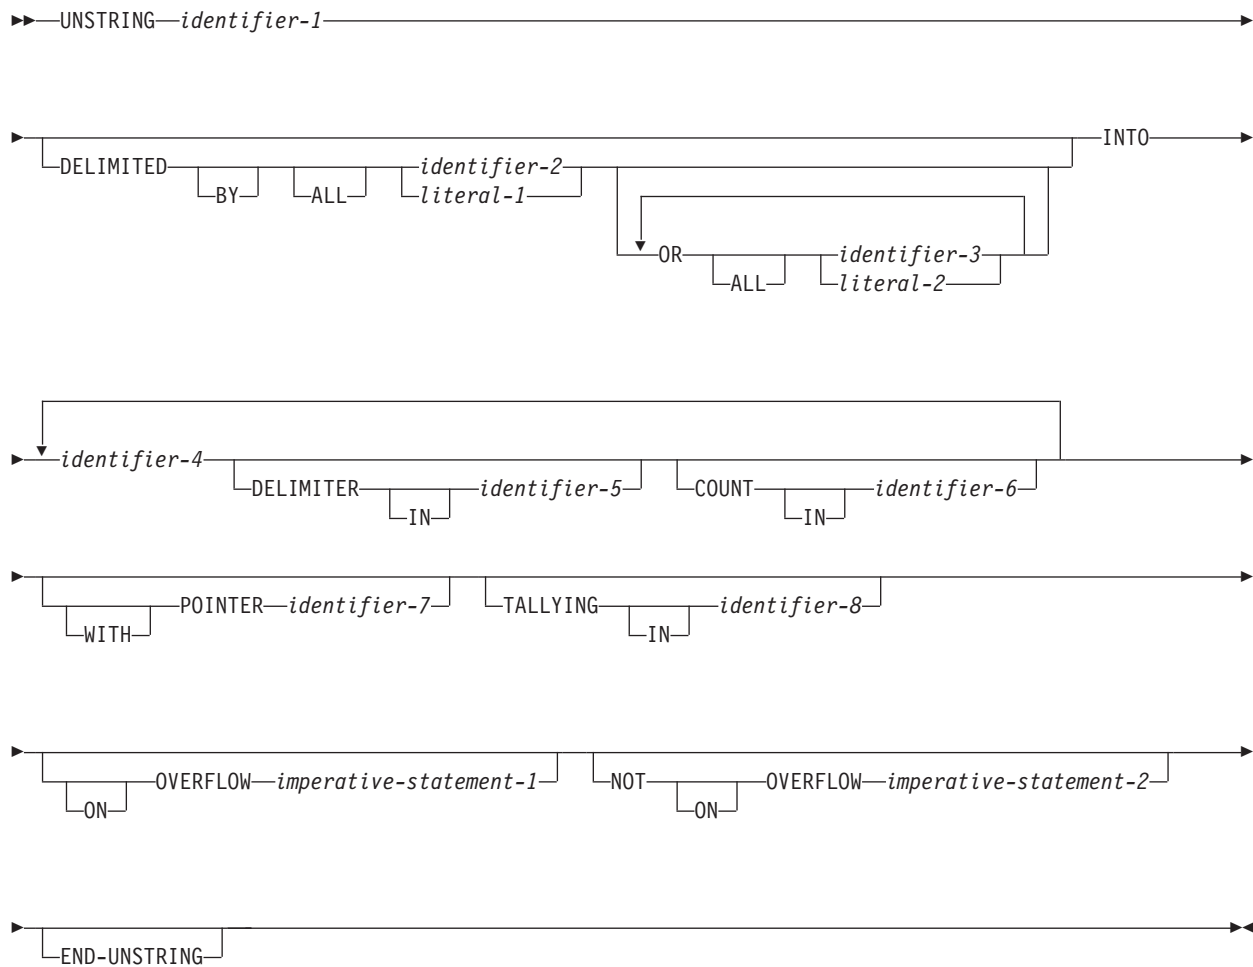 UNSTRING identifier-1
INTO
DELIMITED identifier-2
BY ALL literal-1
OR identifier-3
ALL literal-2
identifier-4
DELIMITER identifier-5 COUNT identifier-6
IN IN
POINTER identifier-7 TALLYING identifier-8
WITH IN
OVERFLOW imperative-statement-1 NOT OVERFLOW imperative-statement-2
ON ON
END-UNSTRING